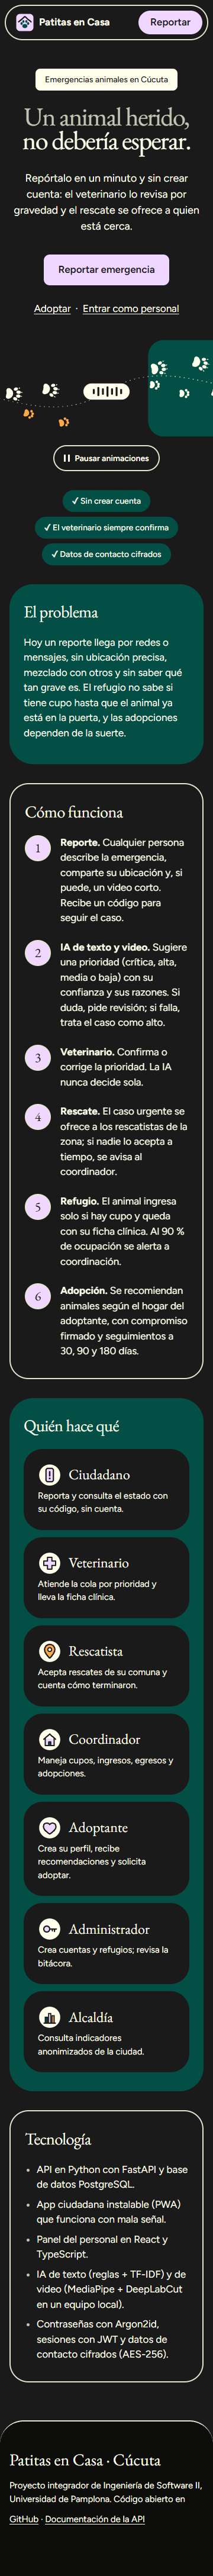 Patitas en Casa
Reportar
Emergencias animales en Cúcuta
Un animal herido,
no debería esperar.
Repórtalo en un minuto y sin crear
cuenta: el veterinario lo revisa por
gravedad y el rescate se ofrece a quien
está cerca.
Reportar emergencia
Adoptar · Entrar como personal
Pausar animaciones
✓ Sin crear cuenta
✓ El veterinario siempre confirma
✓ Datos de contacto cifrados
El problema
Hoy un reporte llega por redes o
mensajes, sin ubicación precisa,
mezclado con otros y sin saber qué
tan grave es. El refugio no sabe si
tiene cupo hasta que el animal ya
está en la puerta, y las adopciones
dependen de la suerte.
Cómo funciona
1
Reporte. Cualquier persona
describe la emergencia,
comparte su ubicación y, si
puede, un video corto.
Recibe un código para
seguir el caso.
2
IA de texto y video. Sugiere
una prioridad (crítica, alta,
media o baja) con su
confianza y sus razones. Si
duda, pide revisión; si falla,
trata el caso como alto.
3
Veterinario. Confirma o
corrige la prioridad. La IA
nunca decide sola.
4
Rescate. El caso urgente se
ofrece a los rescatistas de la
zona; si nadie lo acepta a
tiempo, se avisa al
coordinador.
5
Refugio. El animal ingresa
solo si hay cupo y queda
con su ficha clínica. Al 90 %
de ocupación se alerta a
coordinación.
6
Adopción. Se recomiendan
animales según el hogar del
adoptante, con compromiso
firmado y seguimientos a
30, 90 y 180 días.
Quién hace qué
Ciudadano
Reporta y consulta el estado con
su código, sin cuenta.
Veterinario
Atiende la cola por prioridad y
lleva la ficha clínica.
Rescatista
Acepta rescates de su comuna y
cuenta cómo terminaron.
Coordinador
Maneja cupos, ingresos, egresos y
adopciones.
Adoptante
Crea su perfil, recibe
recomendaciones y solicita
adoptar.
Administrador
Crea cuentas y refugios; revisa la
bitácora.
Alcaldía
Consulta indicadores
anonimizados de la ciudad.
Tecnología
• API en Python con FastAPI y base
de datos PostgreSQL.
• App ciudadana instalable (PWA)
que funciona con mala señal.
• Panel del personal en React y
TypeScript.
• IA de texto (reglas + TF-IDF) y de
video (MediaPipe + DeepLabCut
en un equipo local).
• Contraseñas con Argon2id,
sesiones con JWT y datos de
contacto cifrados (AES-256).
Patitas en Casa · Cúcuta
Proyecto integrador de Ingeniería de Software II,
Universidad de Pamplona. Código abierto en
GitHub · Documentación de la API